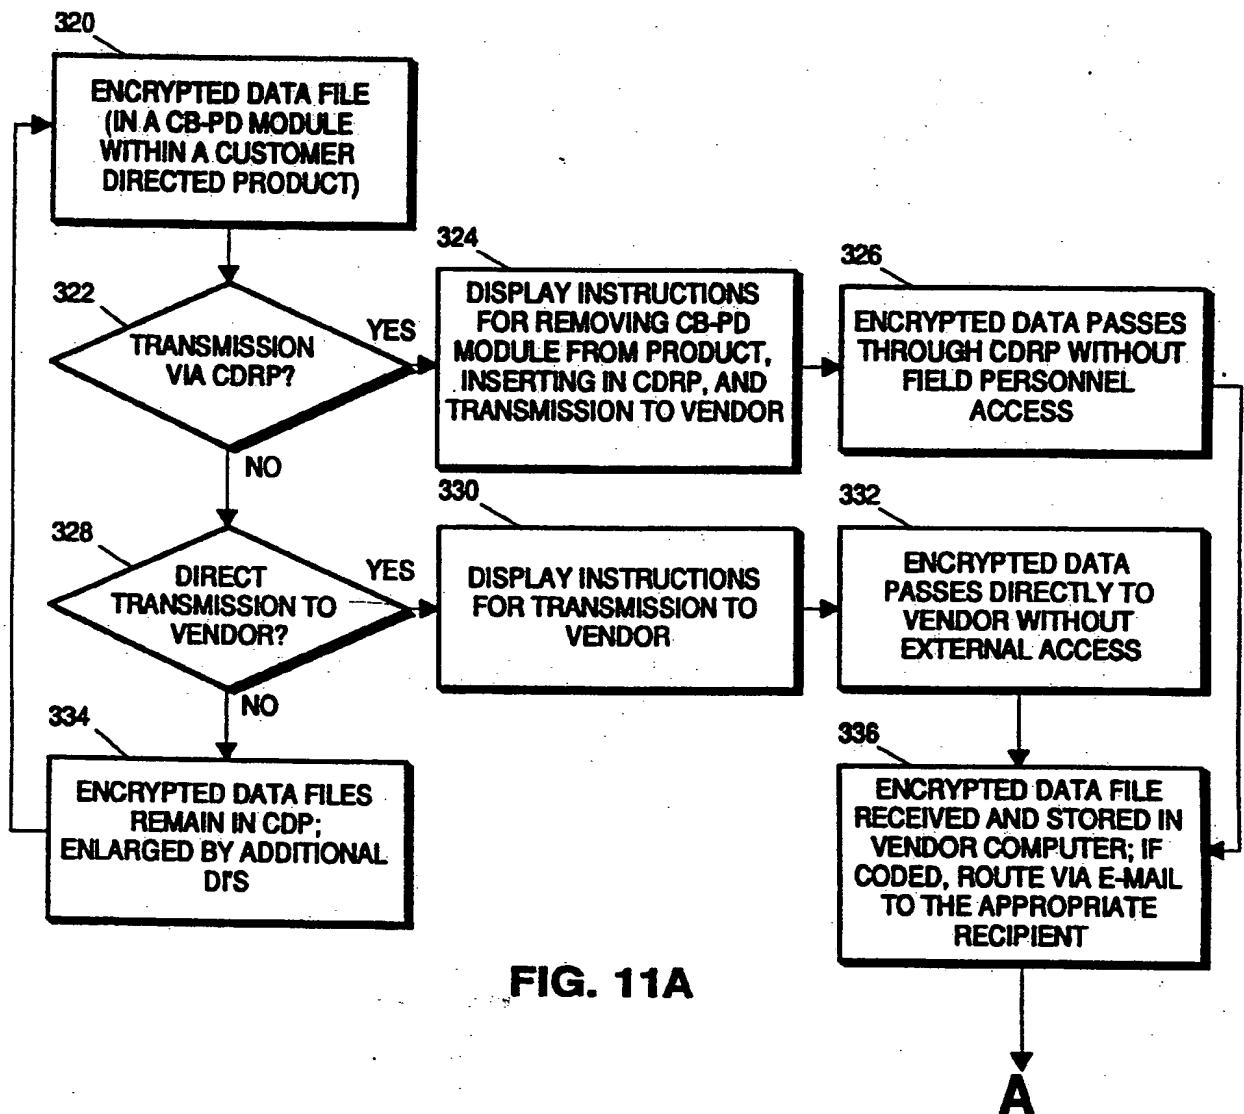 320
ENCRYPTED DATA FILE
(IN A CB-PD MODULE
WITHIN A CUSTOMER
DIRECTED PRODUCT)
322
TRANSMISSION
VIA CDRP?
YES
NO
324
DISPLAY INSTRUCTIONS
FOR REMOVING CB-PD
MODULE FROM PRODUCT,
INSERTING IN CDRP, AND
TRANSMISSION TO VENDOR
326
ENCRYPTED DATA PASSES
THROUGH CDRP WITHOUT
FIELD PERSONNEL
ACCESS
328
DIRECT
TRANSMISSION TO
VENDOR?
YES
NO
330
DISPLAY INSTRUCTIONS
FOR TRANSMISSION TO
VENDOR
332
ENCRYPTED DATA
PASSES DIRECTLY TO
VENDOR WITHOUT
EXTERNAL ACCESS
334
ENCRYPTED DATA FILES
REMAIN IN CDP;
ENLARGED BY ADDITIONAL
DI'S
336
ENCRYPTED DATA FILE
RECEIVED AND STORED IN
VENDOR COMPUTER; IF
CODED, ROUTE VIA E-MAIL
TO THE APPROPRIATE
RECIPIENT
FIG. 11A
A